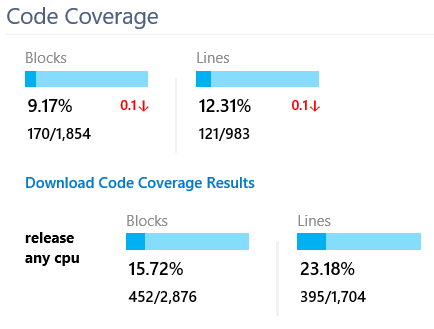 Code Coverage
Blocks Lines
9.17% 0.1↓ 12.31% 0.1↓
170/1,854 121/983
Download Code Coverage Results
Blocks Lines
release
any cpu
15.72% 23.18%
452/2,876 395/1,704